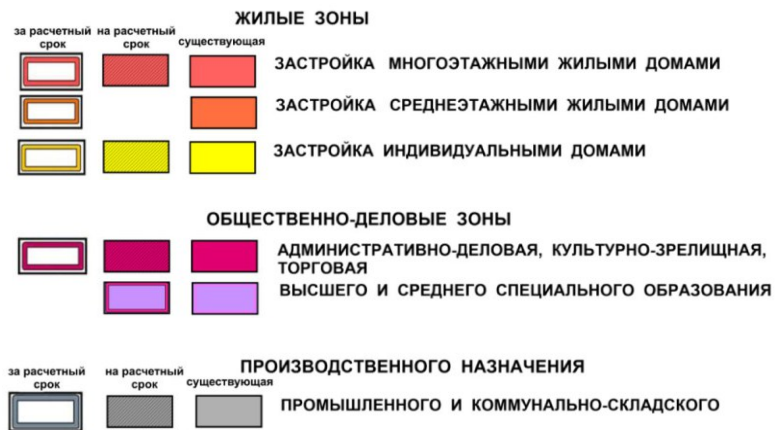 ЖИЛЫЕ ЗОНЫ
за расчетный срок
на расчетный срок
существующая
ЗАСТРОЙКА МНОГОЭТАЖНЫМИ ЖИЛЫМИ ДОМАМИ
ЗАСТРОЙКА СРЕДНЕЭТАЖНЫМИ ЖИЛЫМИ ДОМАМИ
ЗАСТРОЙКА ИНДИВИДУАЛЬНЫМИ ДОМАМИ
ОБЩЕСТВЕННО-ДЕЛОВЫЕ ЗОНЫ
АДМИНИСТРАТИВНО-ДЕЛОВАЯ, КУЛЬТУРНО-ЗРЕЛИЩНАЯ,
ТОРГОВАЯ
ВЫСШЕГО И СРЕДНЕГО СПЕЦИАЛЬНОГО ОБРАЗОВАНИЯ
ПРОИЗВОДСТВЕННОГО НАЗНАЧЕНИЯ
за расчетный срок
на расчетный срок
существующая
ПРОМЫШЛЕННОГО И КОММУНАЛЬНО-СКЛАДСКОГО